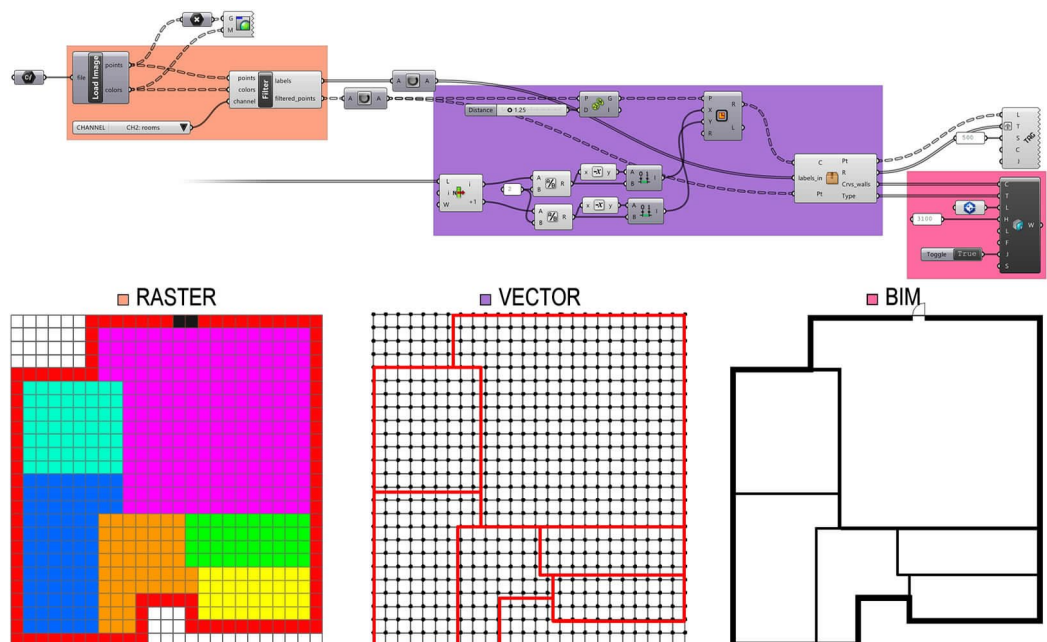 G
M
C/
file
Load Image
points
colors
points
colors
channel
Filter
labels
filtered_points
CHANNEL CH2: rooms
A A
A A
Distance 1.25
P
D
G
I
P
X
Y
R
R
L
L
i
W
i
+1
2
A
B
R
A
B
R
x -x y
x -x y
A
B
I
A
B
I
C
labels_in
Pt
Pt
R
Crvs_walls
Type
500
L
T
S
C
J
TAG
3100
Toggle True
C
T
L
H
L
F
J
S
W
RASTER
VECTOR
BIM